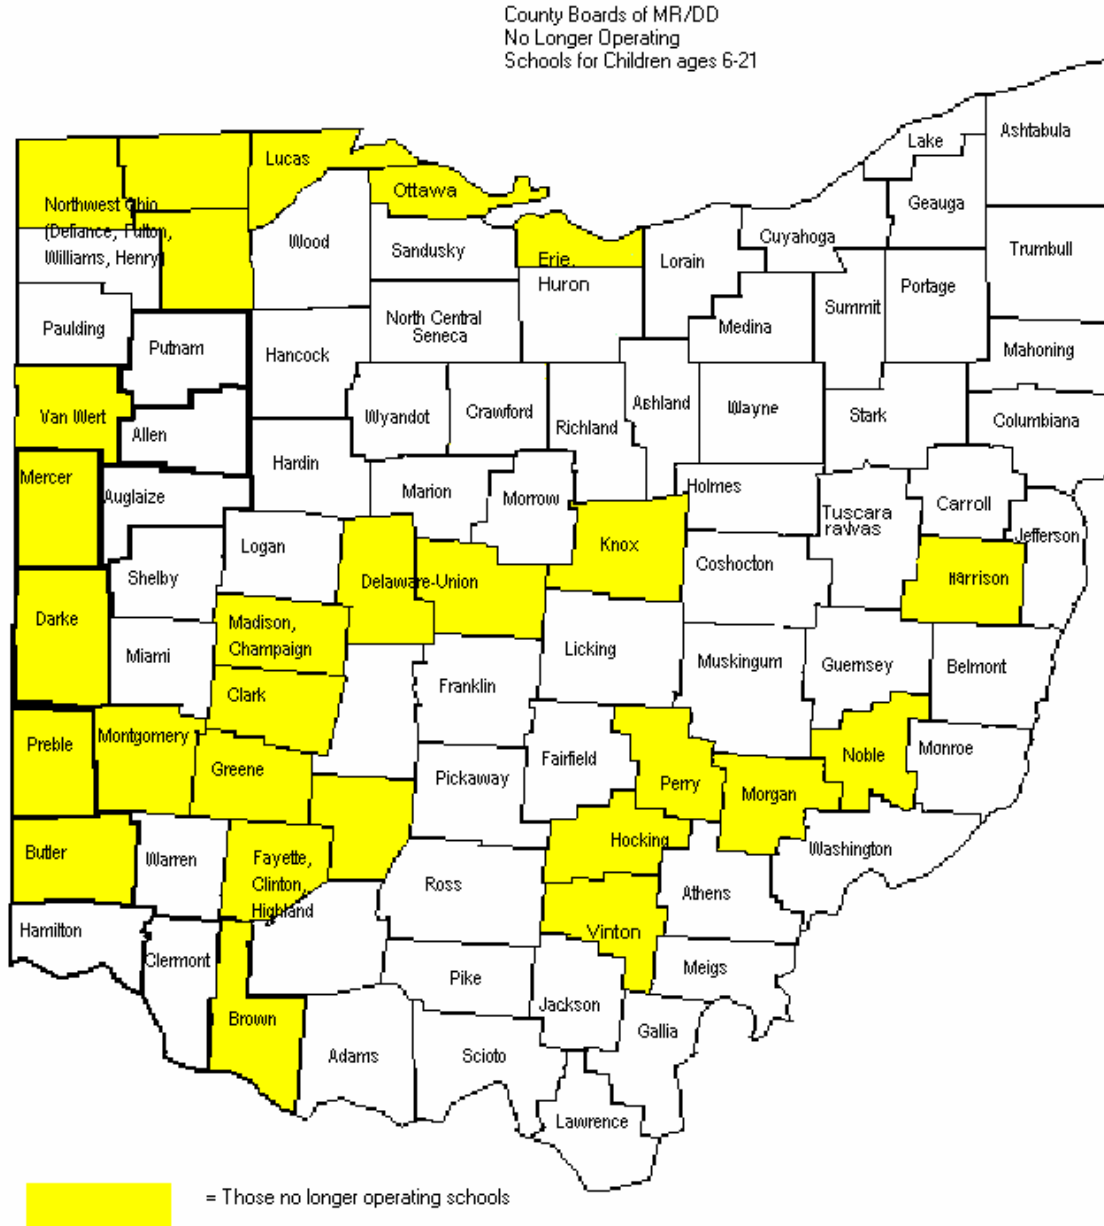 County Boards of MR/DD
No Longer Operating
Schools for Children ages 6-21
Ashtabula
Lake
Lucas
Ottawa
Geauga
Northwest Ohio
(Defiance, Fulton,
Williams, Henry)
Wood
Sandusky
Erie,
Huron
Lorain
Cuyahoga
Trumbull
Summit
Portage
Paulding
Putnam
Hancock
North Central
Seneca
Medina
Mahoning
Van Wert
Allen
Wyandot
Crawford
Richland
Ashland
Wayne
Stark
Columbiana
Mercer
Auglaize
Hardin
Marion
Morrow
Holmes
Tuscara
rawas
Carroll
Jefferson
Logan
Knox
Coshocton
Shelby
Delaware-Union
Harrison
Darke
Madison,
Champaign
Miami
Licking
Muskingum
Guernsey
Belmont
Clark
Franklin
Preble
Montgomery
Greene
Pickaway
Fairfield
Perry
Morgan
Noble
Monroe
Butler
Warren
Fayette,
Clinton,
Highland
Ross
Hocking
Athens
Washington
Hamilton
Clermont
Pike
Vinton
Meigs
Brown
Adams
Scioto
Jackson
Gallia
Lawrence
= Those no longer operating schools